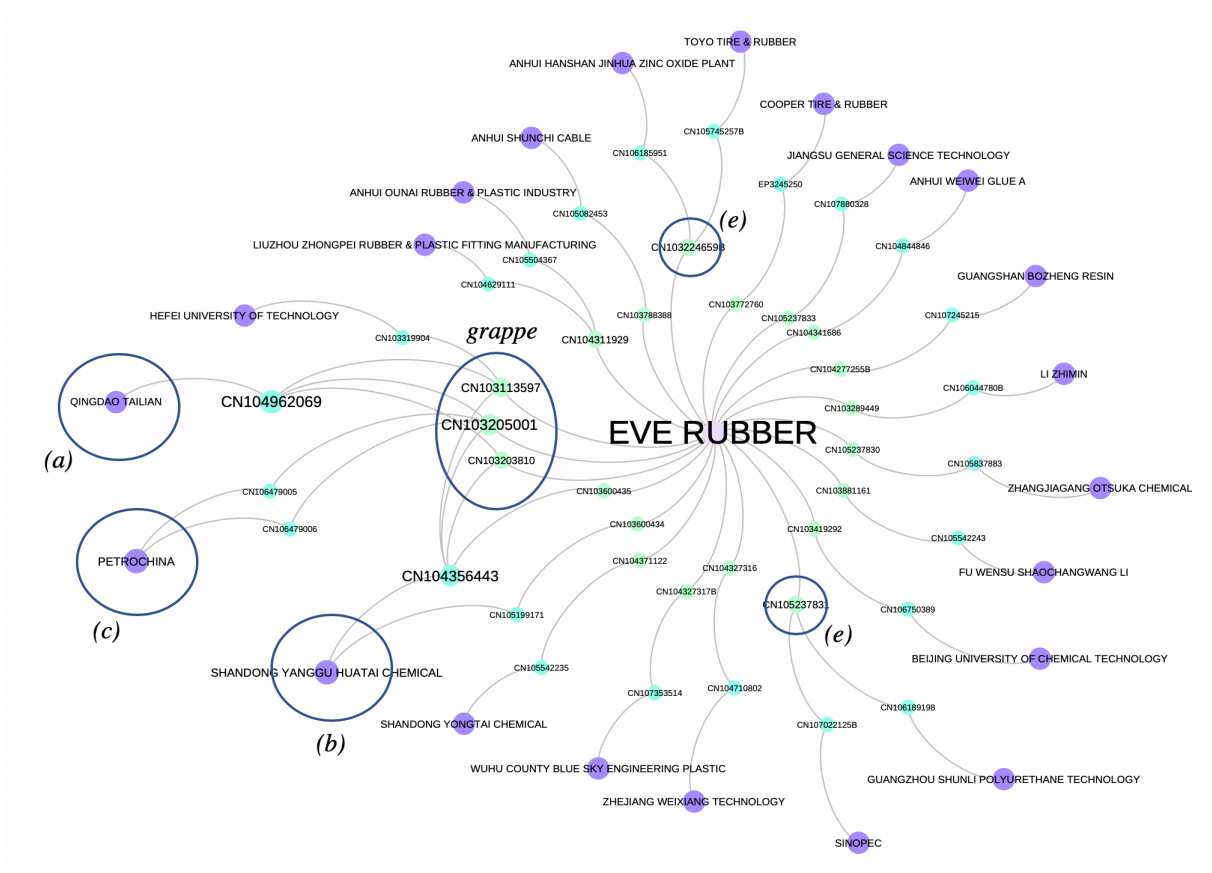 TOYO TIRE & RUBBER
ANHUI HANSHAN JINHUA ZINC OXIDE PLANT
COOPER TIRE & RUBBER
CN105745257B
ANHUI SHUNCHI CABLE
CN106185951
JIANGSU GENERAL SCIENCE TECHNOLOGY
ANHUI WEIWEI GLUE A
EP3245250
ANHUI OUNAI RUBBER & PLASTIC INDUSTRY
CN107880328
CN105082453
(e)
LIUZHOU ZHONGPEI RUBBER & PLASTIC FITTING MANUFACTURING
CN103224659B
CN104844846
CN105504367
GUANGSHAN BOZHENG RESIN
CN104629111
CN103772760
HEFEI UNIVERSITY OF TECHNOLOGY
CN103788388
CN105237833
CN107245215
grappe
CN104341686
CN103319904
CN104311929
CN104277255B
LI ZHIMIN
CN103113597
CN106044780B
QINGDAO TAILIAN
CN104962069
CN103289449
CN103205001
EVE RUBBER
(a)
CN103203810
CN105237830
CN105837883
CN106479005
CN103600435
CN103881161
ZHANGJIAGANG OTSUKA CHEMICAL
CN106479006
CN103600434
CN103419292
CN105542243
PETROCHINA
CN104371122
CN104327316
FU WENSU SHAOCHANGWANG LI
CN104356443
CN104327317B
CN105237831
(c)
CN105199171
(e)
CN106750389
SHANDONG YANGGU HUATAI CHEMICAL
CN105542235
BEIJING UNIVERSITY OF CHEMICAL TECHNOLOGY
CN107353514
CN104710802
CN106189198
SHANDONG YONGTAI CHEMICAL
CN107022125B
(b)
WUHU COUNTY BLUE SKY ENGINEERING PLASTIC
GUANGZHOU SHUNLI POLYURETHANE TECHNOLOGY
ZHEJIANG WEIXIANG TECHNOLOGY
SINOPEC